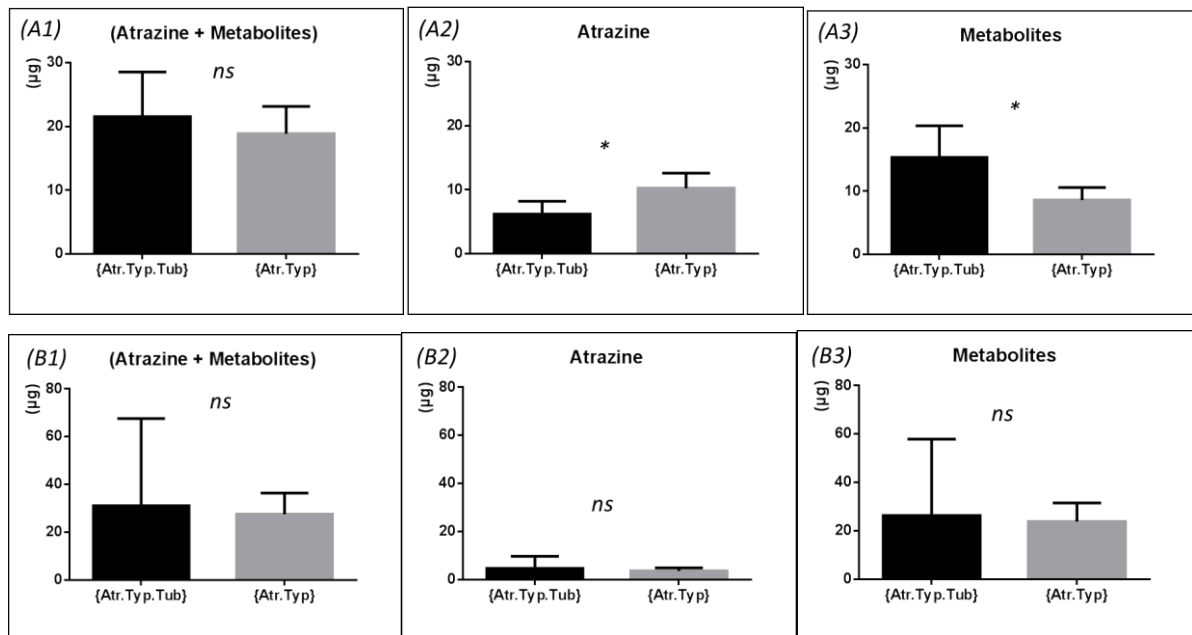 (A1) (Atrazine + Metabolites)
(µg)
30
20
10
0
ns
{Atr.Typ.Tub} {Atr.Typ}
(A2) Atrazine
(µg)
30
20
10
0
*
{Atr.Typ.Tub} {Atr.Typ}
(A3) Metabolites
(µg)
30
20
10
0
*
{Atr.Typ.Tub} {Atr.Typ}
(B1) (Atrazine + Metabolites)
(µg)
80
60
40
20
0
ns
{Atr.Typ.Tub} {Atr.Typ}
(B2) Atrazine
(µg)
80
60
40
20
0
ns
{Atr.Typ.Tub} {Atr.Typ}
(B3) Metabolites
(µg)
80
60
40
20
0
ns
{Atr.Typ.Tub} {Atr.Typ}